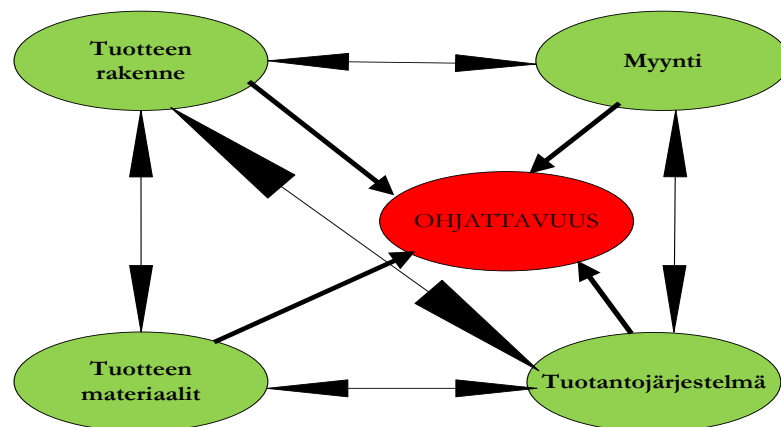 Tuotteen
rakenne
Myynti
OHJATTAVUUS
Tuotteen
materiaalit
Tuotantojärjestelmä